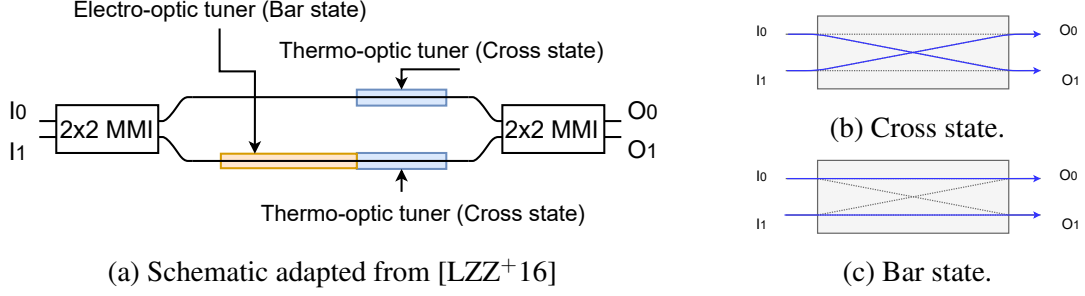 Electro-optic tuner (Bar state)
Thermo-optic tuner (Cross state)
I0
I1
2x2 MMI
2x2 MMI
O0
O1
Thermo-optic tuner (Cross state)
(a) Schematic adapted from [LZZ+16]
I0
I1
O0
O1
(b) Cross state.
I0
I1
O0
O1
(c) Bar state.